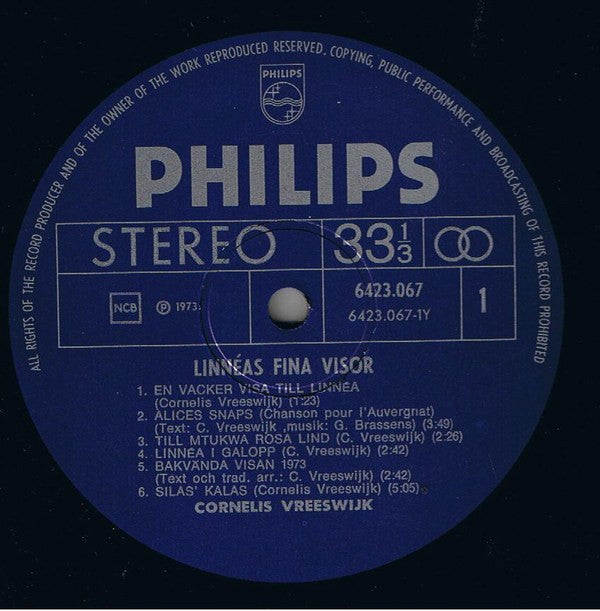 ALL RIGHTS OF THE RECORD PRODUCER AND OF THE OWNER OF THE WORK REPRODUCED RESERVED. COPYING, PUBLIC PERFORMANCE AND BROADCASTING OF THIS RECORD PROHIBITED
PHILIPS
PHILIPS
STEREO 33 1/3
NCB ℗ 1973. 6423.067 1
6423.067-1Y
LINNÉAS FINA VISOR
1. EN VACKER VISA TILL LINNÉA
(Cornelis Vreeswijk) (1:23)
2. ALICES SNAPS (Chanson pour l'Auvergnat)
(Text: C. Vreeswijk ,musik: G. Brassens) (3:49)
3. TILL MTUKWA ROSA LIND (C. Vreeswijk) (2:26)
4. LINNÉA I GALOPP (C. Vreeswijk) (2:42)
5. BAKVÄNDA VISAN 1973
(Text och trad. arr.: C. Vreeswijk) (2:42)
6. SILAS' KALAS (Cornelis Vreeswijk) (5:05)
CORNELIS VREESWIJK